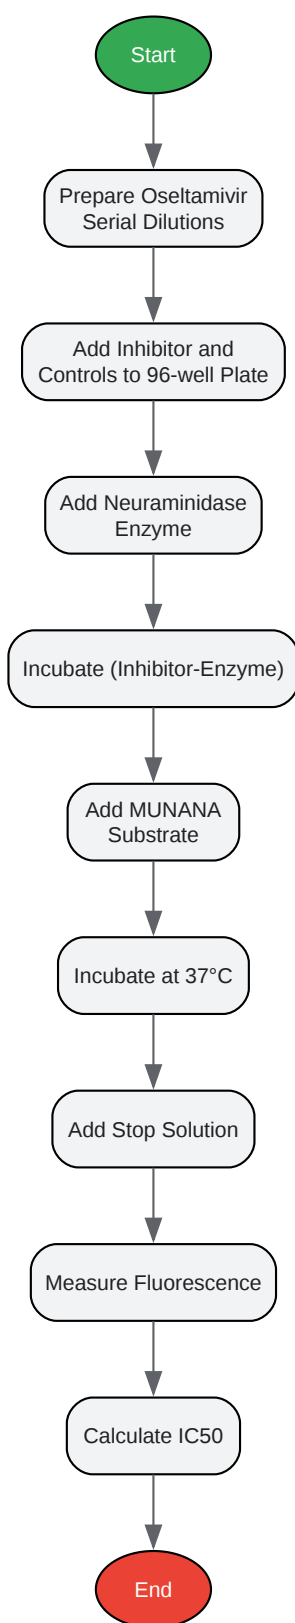 Start
Prepare Oseltamivir
Serial Dilutions
Add Inhibitor and
Controls to 96-well Plate
Add Neuraminidase
Enzyme
Incubate (Inhibitor-Enzyme)
Add MUNANA
Substrate
Incubate at 37°C
Add Stop Solution
Measure Fluorescence
Calculate IC50
End